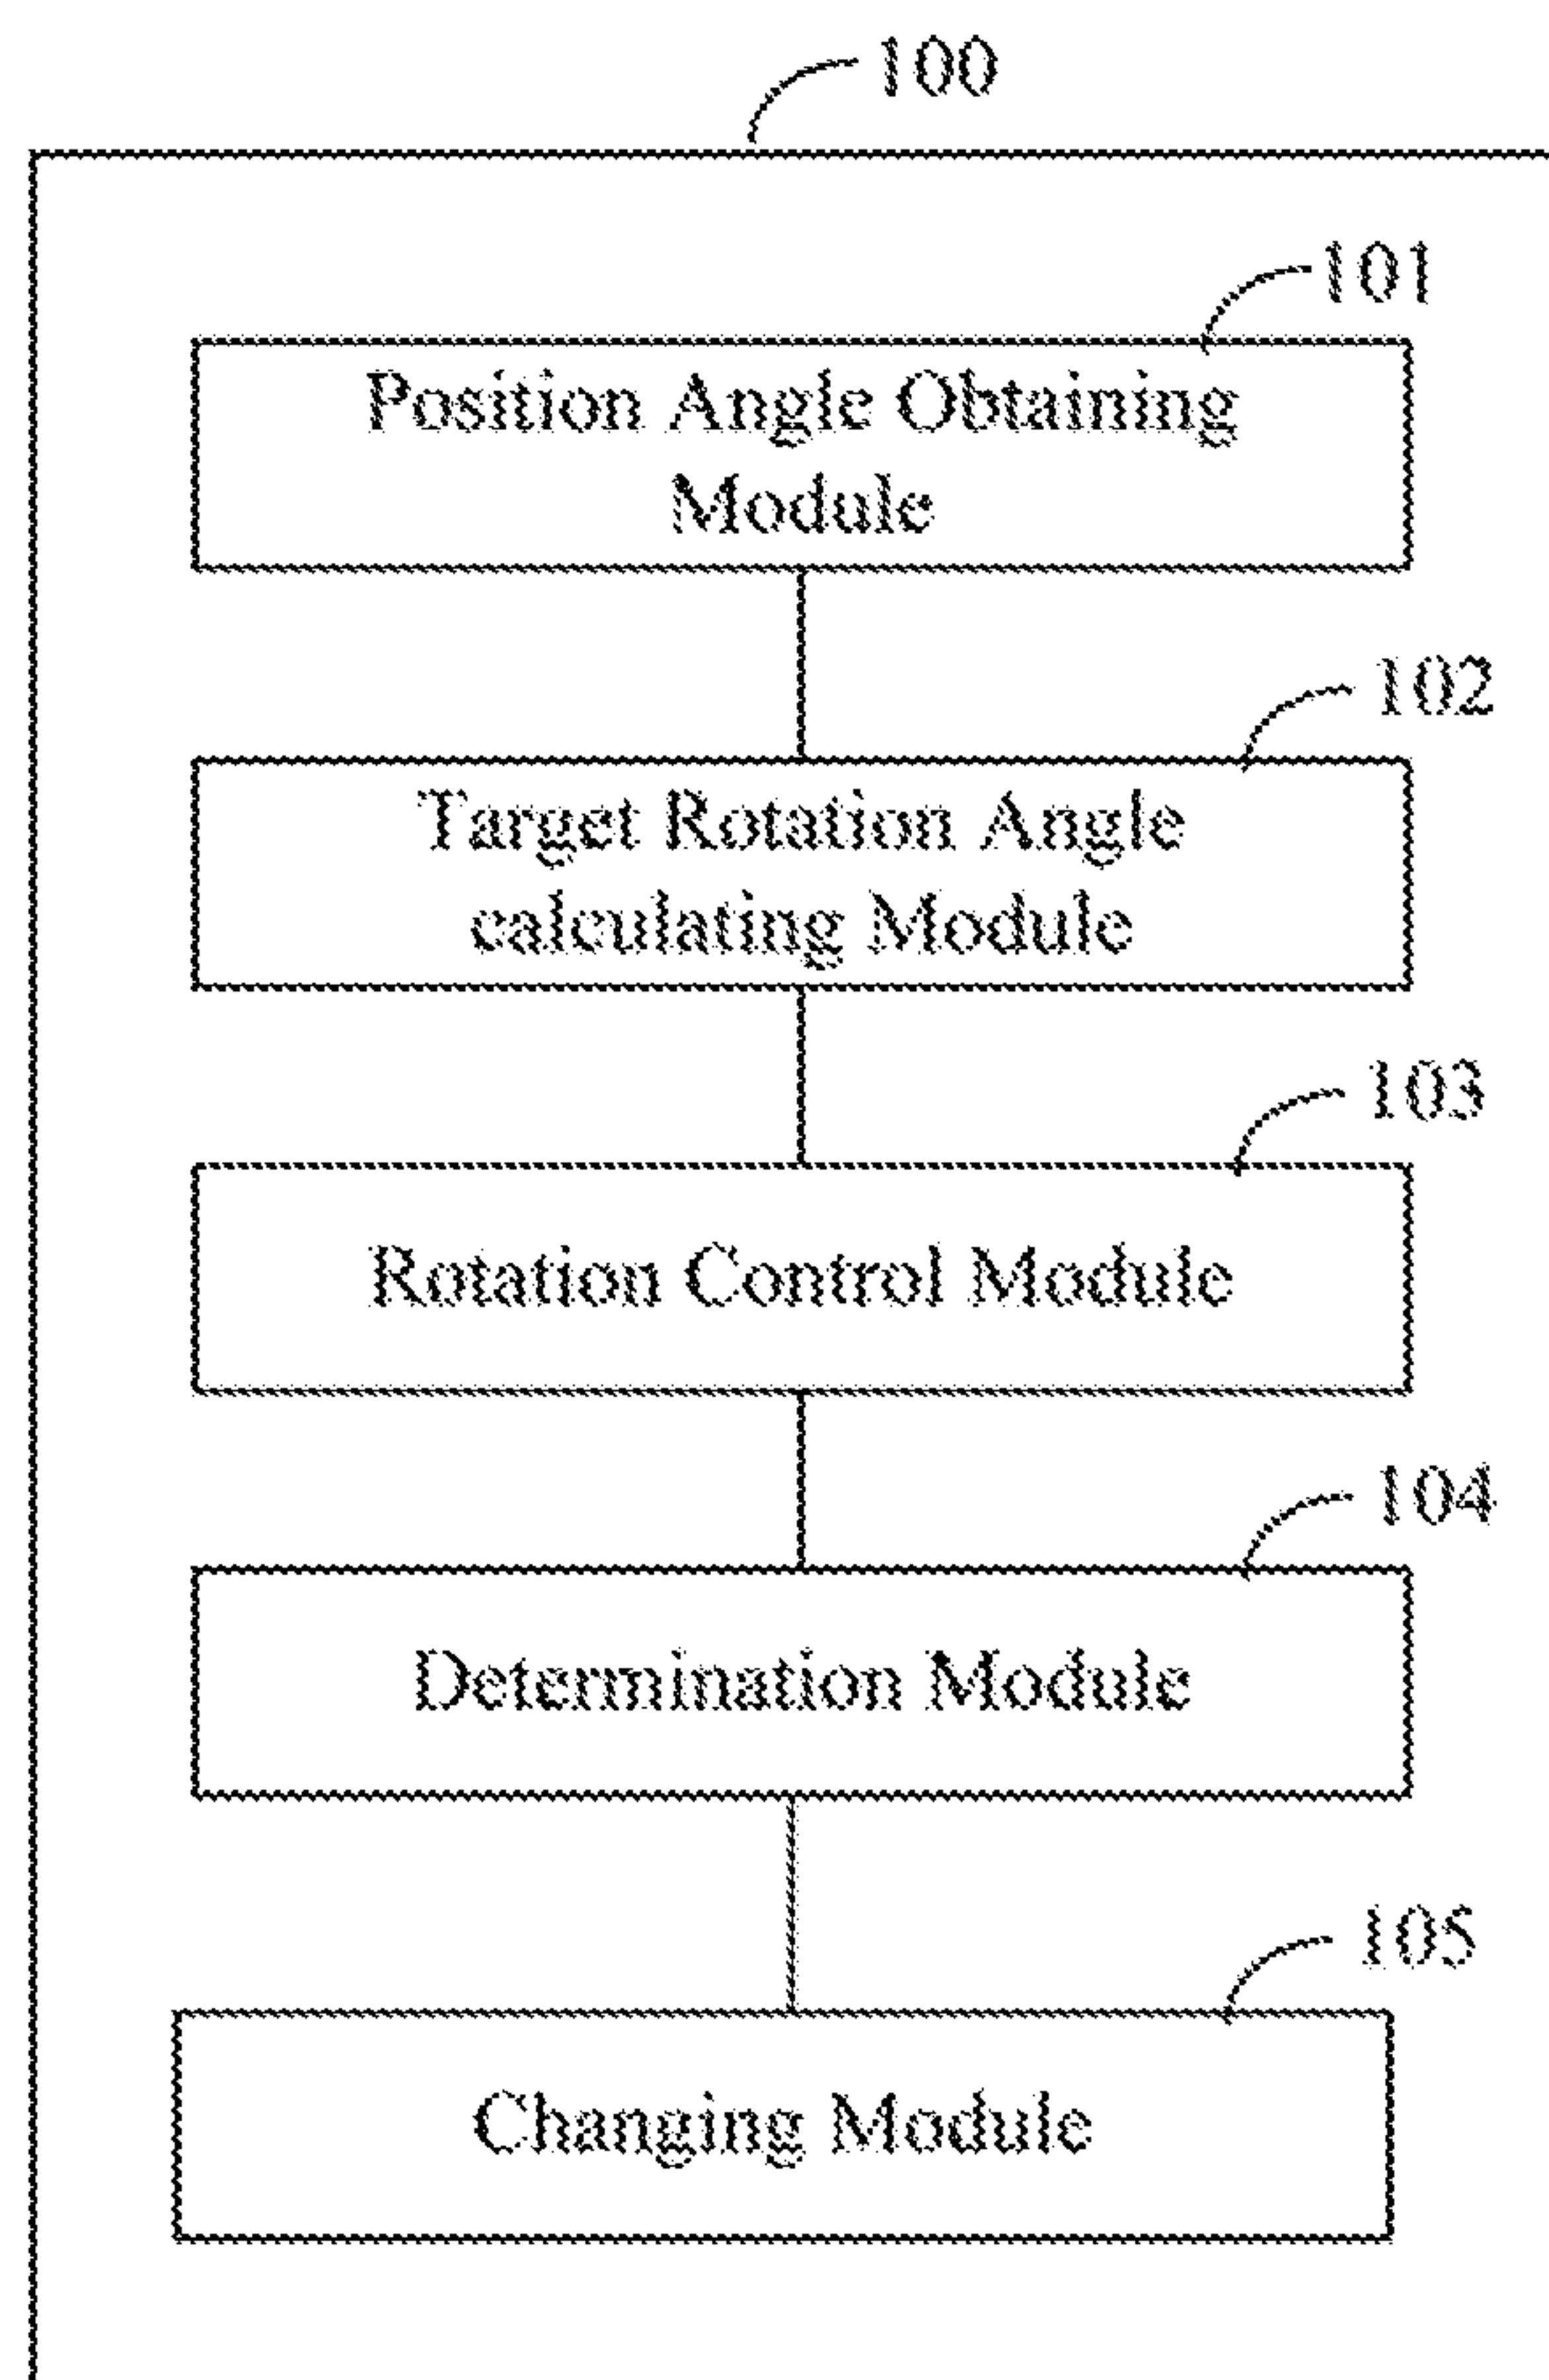 100
101
Position Angle Obtaining
Module
102
Target Rotation Angle
calculating Module
103
Rotation Control Module
104
Determination Module
105
Changing Module